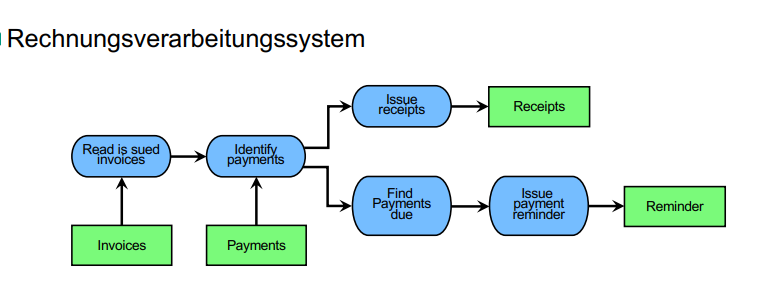 Rechnungsverarbeitungssystem
Issue
receipts
Receipts
Read is sued
invoices
Identify
payments
Find
Payments
due
Issue
payment
reminder
Reminder
Invoices
Payments